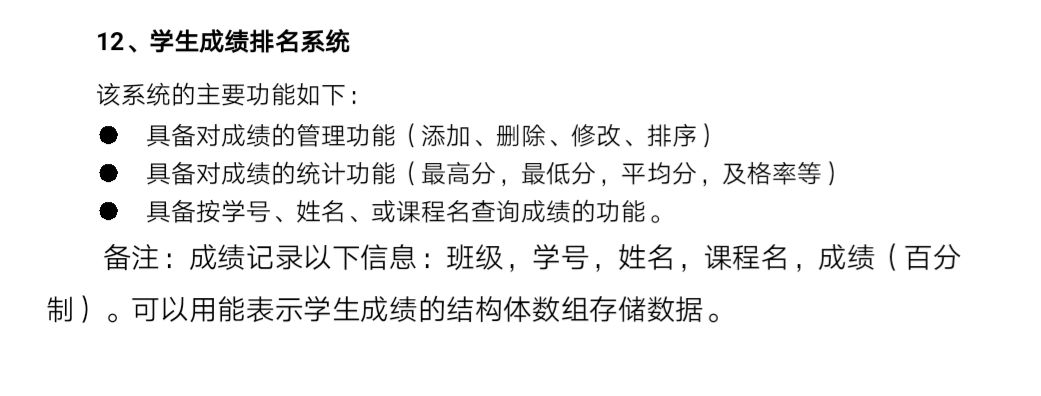 12、学生成绩排名系统
该系统的主要功能如下：
● 具备对成绩的管理功能（添加、删除、修改、排序）
● 具备对成绩的统计功能（最高分，最低分，平均分，及格率等）
● 具备按学号、姓名、或课程名查询成绩的功能。
备注：成绩记录以下信息：班级，学号，姓名，课程名，成绩（百分
制）。可以用能表示学生成绩的结构体数组存储数据。